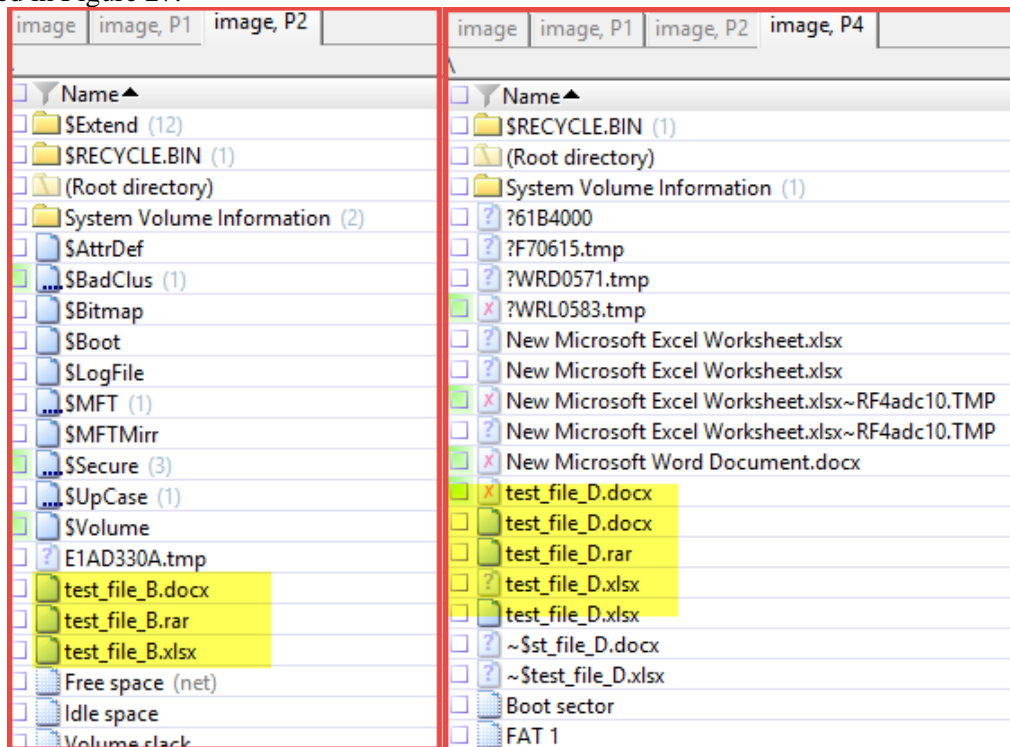 ed in Figure 27.
image image, P1 image, P2
Name
$Extend (12)
$RECYCLE.BIN (1)
(Root directory)
System Volume Information (2)
$AttrDef
$BadClus (1)
$Bitmap
$Boot
$LogFile
$MFT (1)
$MFTMirr
$Secure (3)
$UpCase (1)
$Volume
E1AD330A.tmp
test_file_B.docx
test_file_B.rar
test_file_B.xlsx
Free space (net)
Idle space
Volume slack
image image, P1 image, P2 image, P4
\
Name
$RECYCLE.BIN (1)
(Root directory)
System Volume Information (1)
?61B4000
?F70615.tmp
?WRD0571.tmp
?WRL0583.tmp
New Microsoft Excel Worksheet.xlsx
New Microsoft Excel Worksheet.xlsx
New Microsoft Excel Worksheet.xlsx~RF4adc10.TMP
New Microsoft Excel Worksheet.xlsx~RF4adc10.TMP
New Microsoft Word Document.docx
test_file_D.docx
test_file_D.docx
test_file_D.rar
test_file_D.xlsx
test_file_D.xlsx
~$st_file_D.docx
~$test_file_D.xlsx
Boot sector
FAT 1